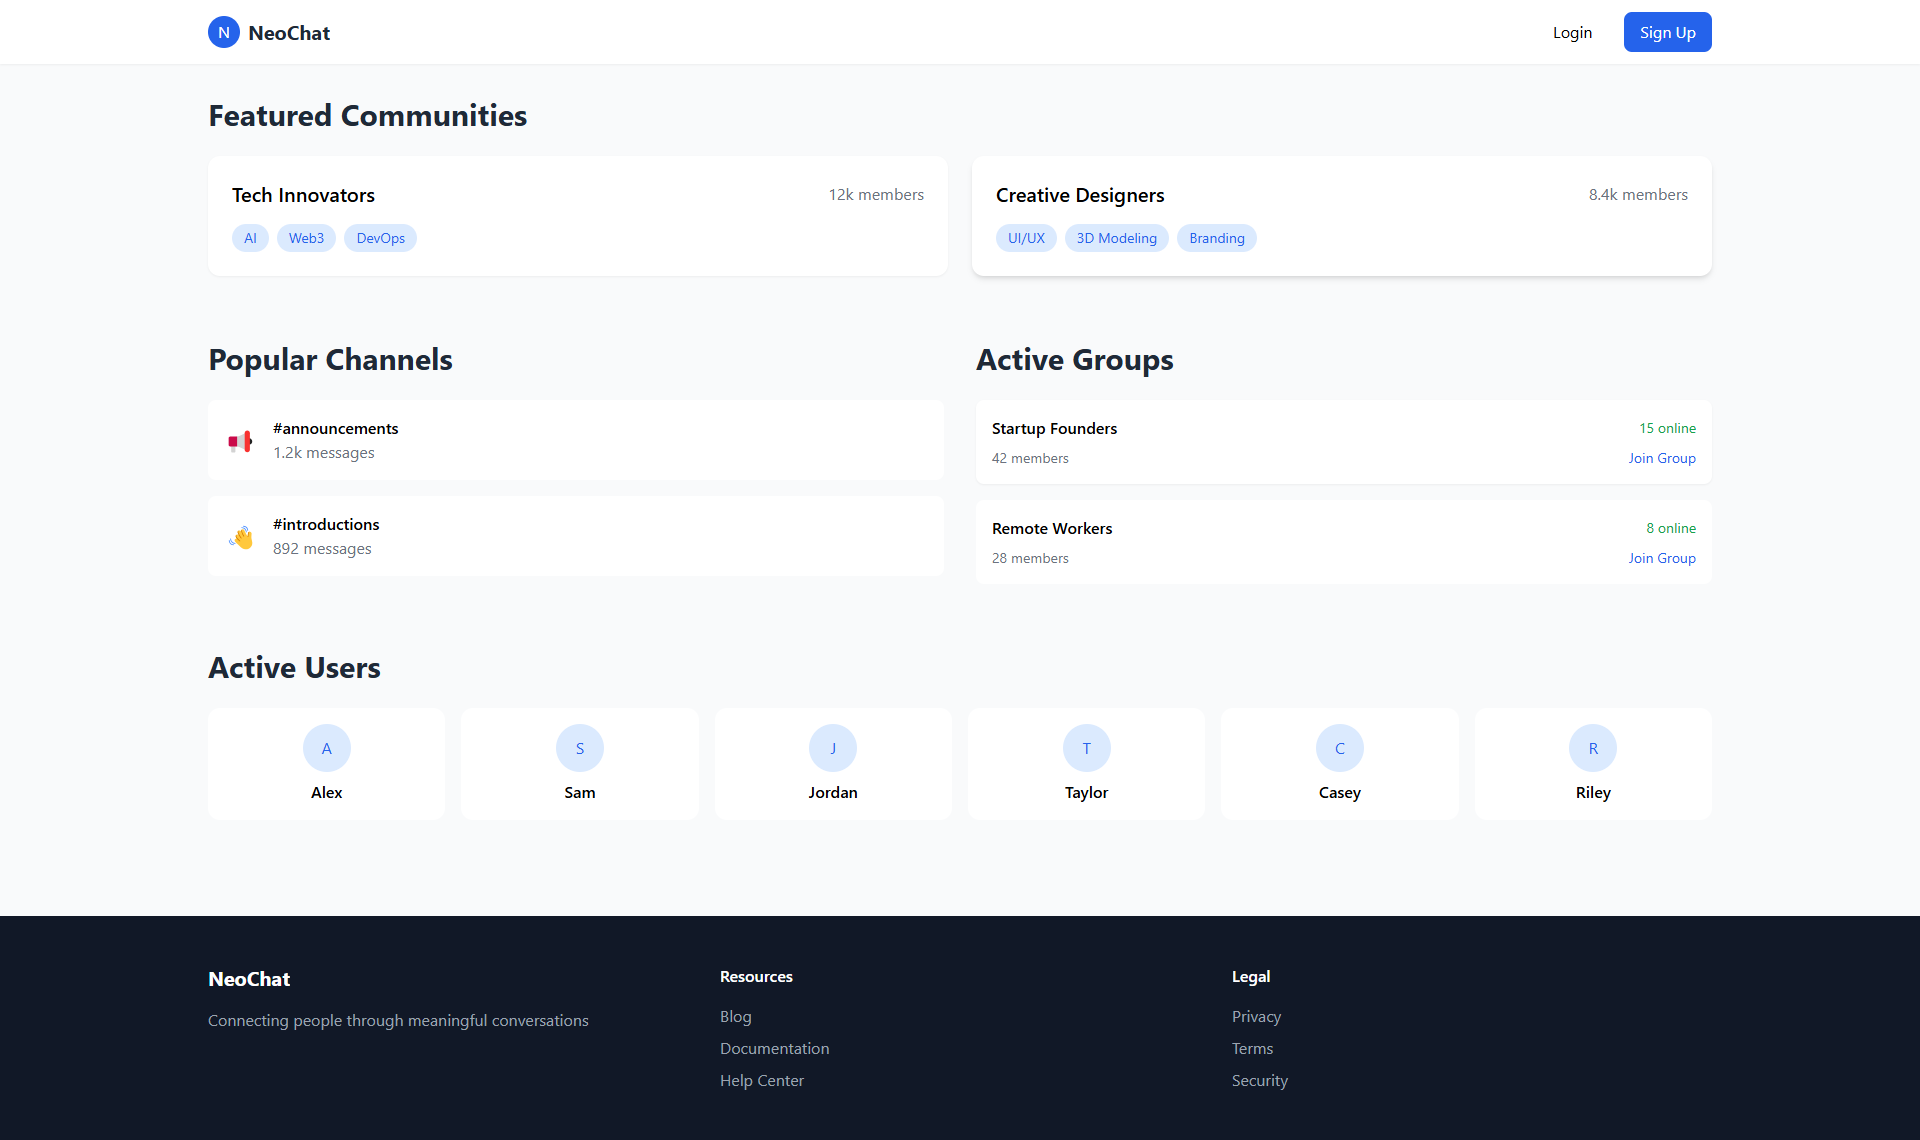 N NeoChat
Login
Sign Up
Featured Communities
Tech Innovators
12k members
AI
Web3
DevOps
Creative Designers
8.4k members
UI/UX
3D Modeling
Branding
Popular Channels
#announcements
1.2k messages
#introductions
892 messages
Active Groups
Startup Founders
15 online
42 members
Join Group
Remote Workers
8 online
28 members
Join Group
Active Users
A
Alex
S
Sam
J
Jordan
T
Taylor
C
Casey
R
Riley
NeoChat
Connecting people through meaningful conversations
Resources
Blog
Documentation
Help Center
Legal
Privacy
Terms
Security